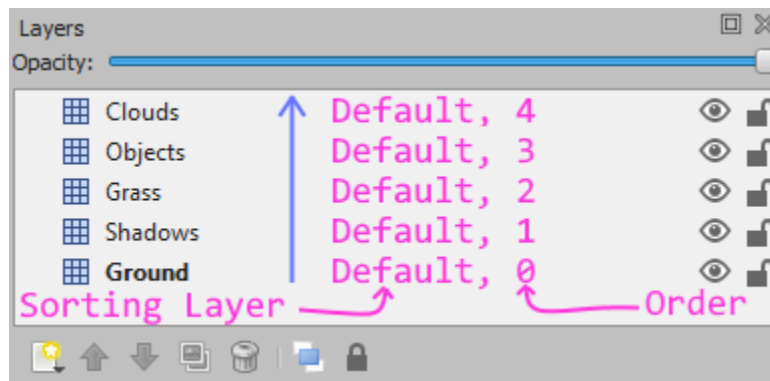 Layers
Opacity:
Clouds Default, 4
Objects Default, 3
Grass Default, 2
Shadows Default, 1
Ground Default, 0
Sorting Layer Order